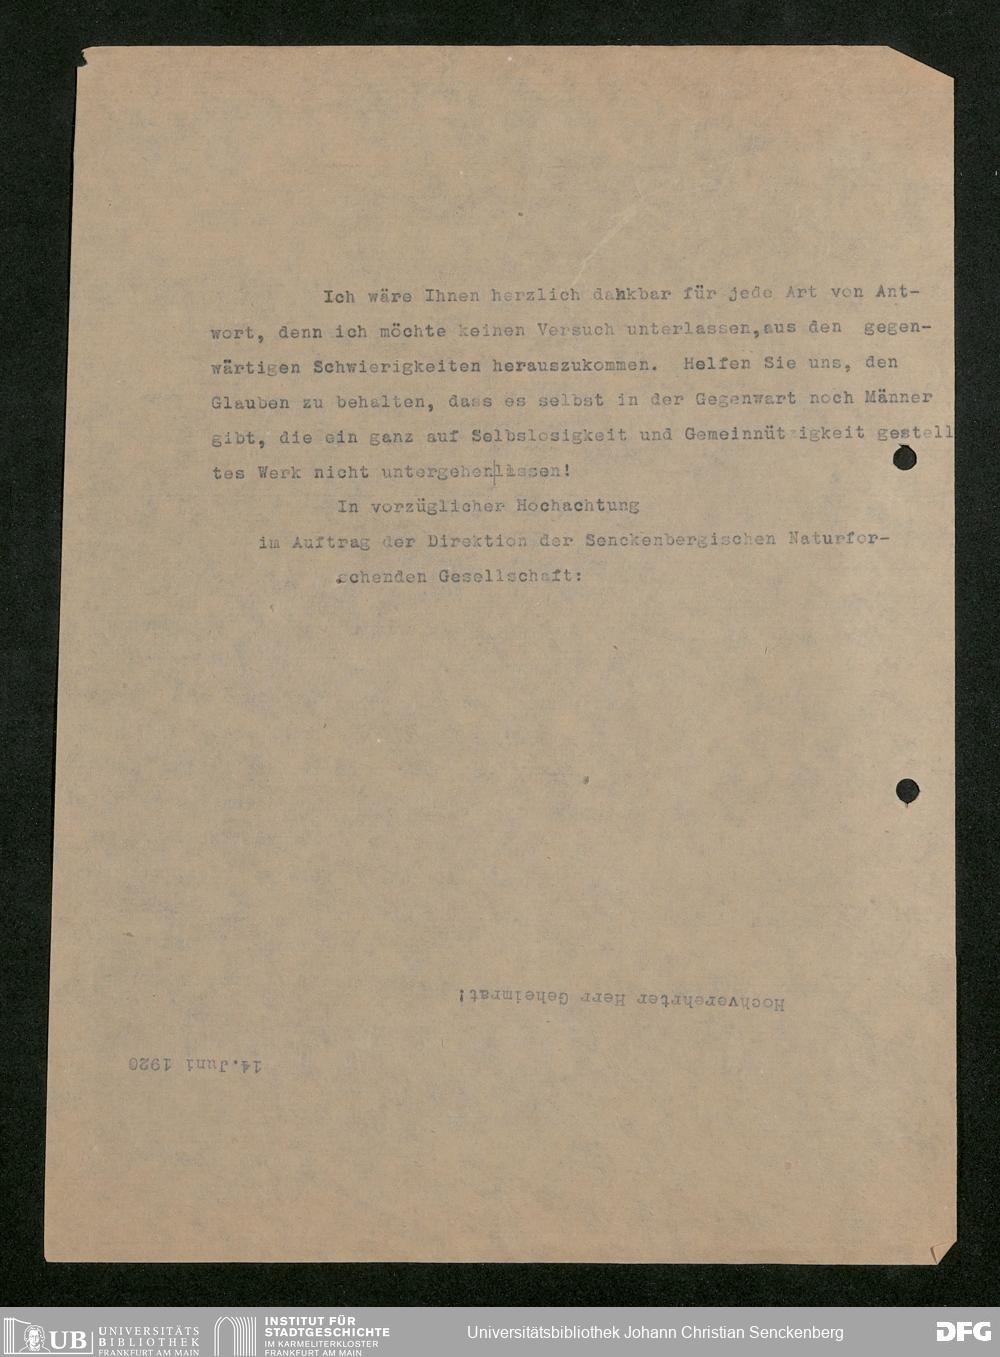 Ich wäre Ihnen herzlich dankbar für jede Art von Ant-
wort, denn ich möchte keinen Versuch unterlassen,aus den gegen-
wärtigen Schwierigkeiten herauszukommen. Helfen Sie uns, den
Glauben zu behalten, dass es selbst in der Gegenwart noch Männer
gibt, die ein ganz auf Selbslosigkeit und Gemeinnützigkeit gestell
tes Werk nicht untergehen|lassen!
In vorzüglicher Hochachtung
im Auftrag der Direktion der Senckenbergischen Naturfor-
schenden Gesellschaft:
Hochverehrter Herr Geheimrat!
14.Juni 1920
UB UNIVERSITÄTS
BIBLIOTHEK
FRANKFURT AM MAIN
INSTITUT FÜR
STADTGESCHICHTE
IM KARMELITERKLOSTER
FRANKFURT AM MAIN
Universitätsbibliothek Johann Christian Senckenberg
DFG